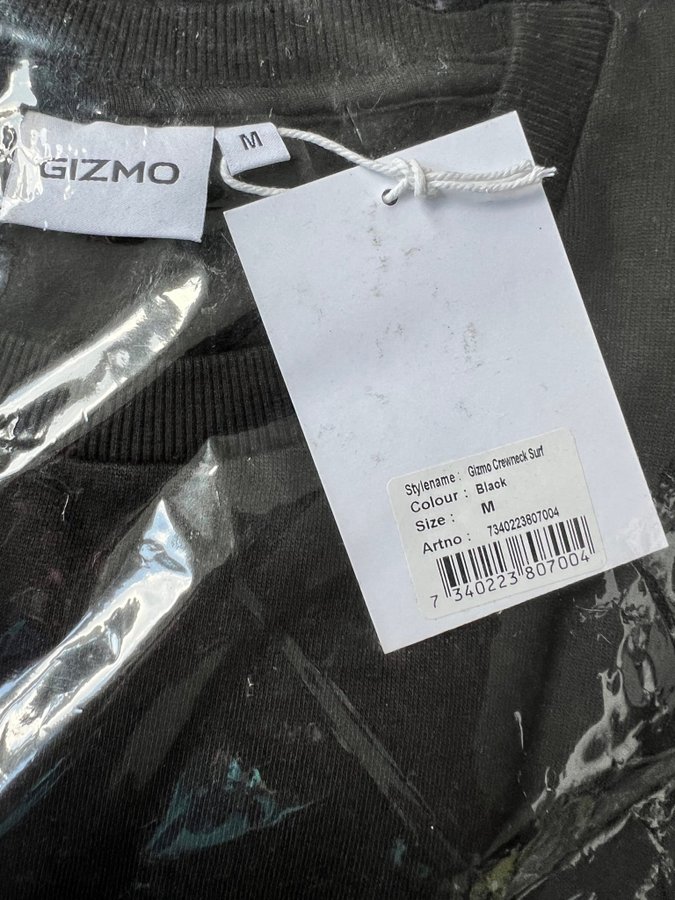 GIZMO
M
Stylename : Gizmo Crewneck Surf
Colour : Black
Size : M
Artno : 7340223807004
7 340223 807004